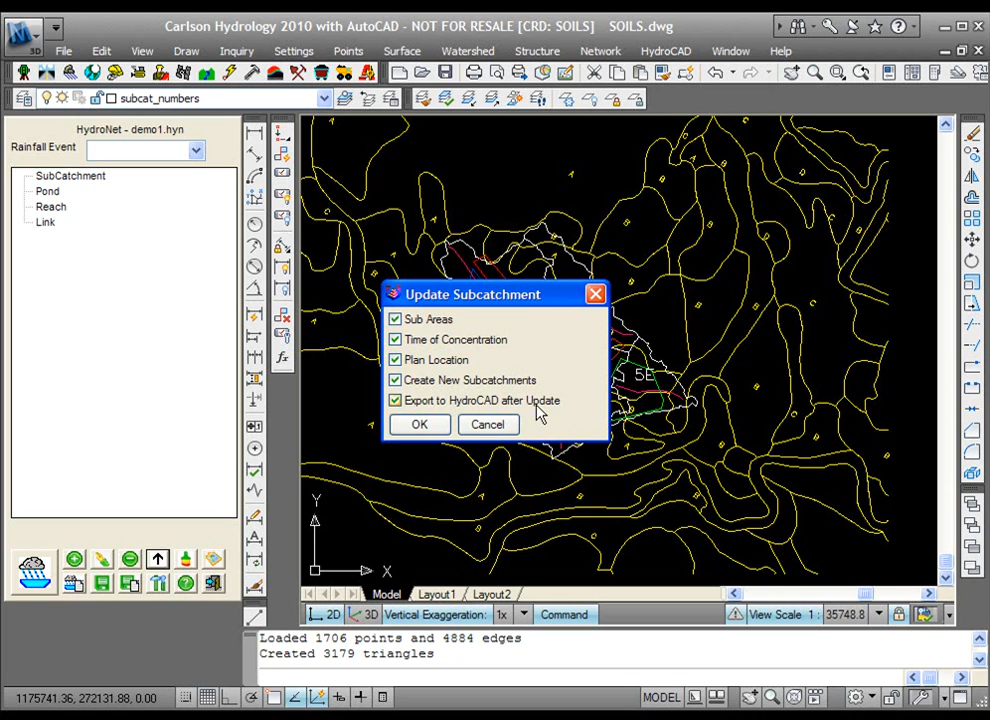 Carlson Hydrology 2010 with AutoCAD - NOT FOR RESALE [CRD: SOILS] SOILS.dwg
3D
File Edit View Draw Inquiry Settings Points Surface Watershed Structure Network HydroCAD Window Help
subcat_numbers
HydroNet - demo1.hyn
Rainfall Event
SubCatchment
Pond
Reach
Link
Update Subcatchment
Sub Areas
Time of Concentration
Plan Location
Create New Subcatchments
Export to HydroCAD after Update
OK Cancel
5E
Y
X
Model Layout1 Layout2
2D 3D Vertical Exaggeration: 1x Command View Scale 1 : 35748.8
Loaded 1706 points and 4884 edges
Created 3179 triangles
1175741.36, 272131.88, 0.00 MODEL